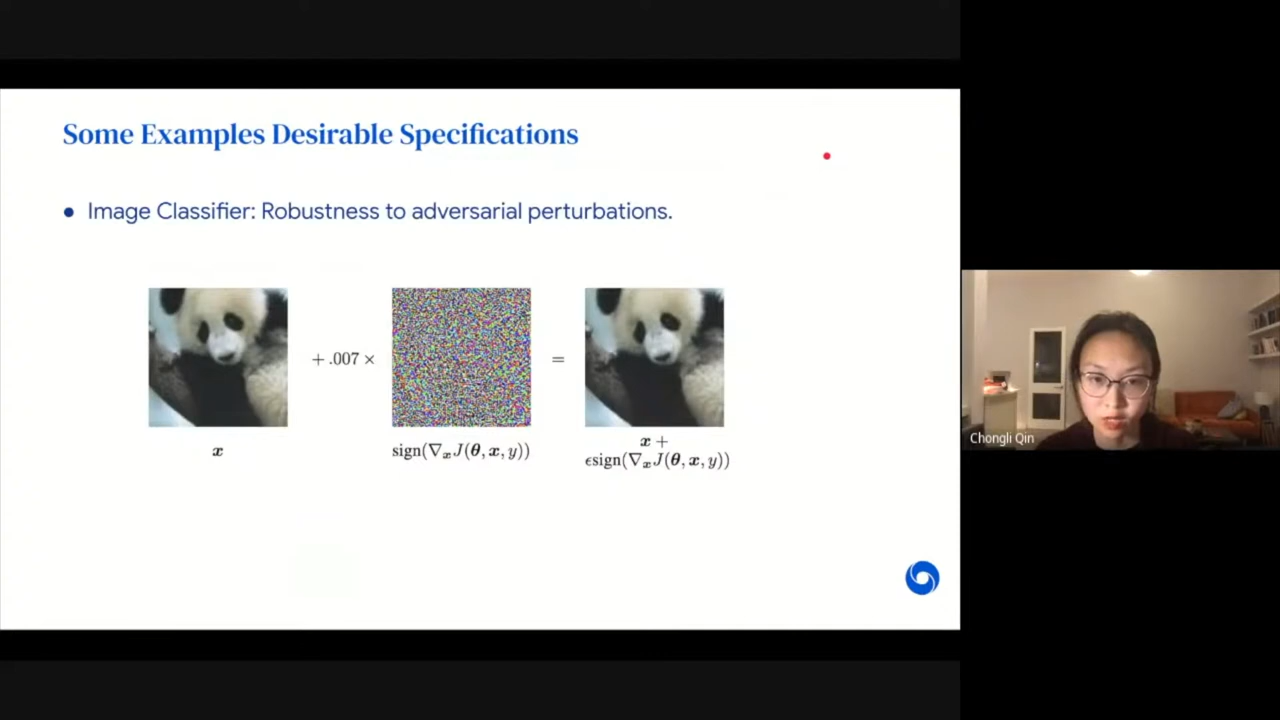 Some Examples Desirable Specifications
● Image Classifier: Robustness to adversarial perturbations.
+ .007 ×
=
x
sign(∇ₓJ(θ, x, y))
x +
ϵsign(∇ₓJ(θ, x, y))
Chongli Qin